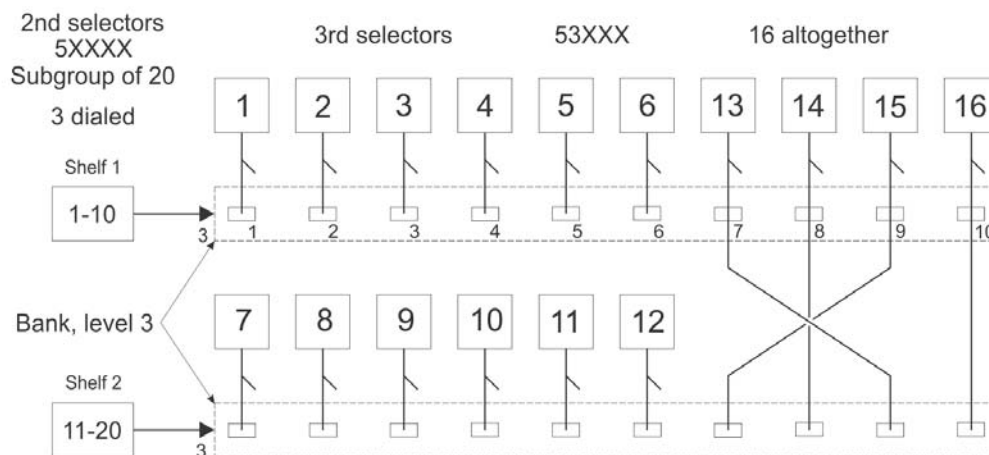 2nd selectors
5XXXX
Subgroup of 20
3 dialed
3rd selectors 53XXX 16 altogether
1 2 3 4 5 6 13 14 15 16
Shelf 1
1-10
3 1 2 3 4 5 6 7 8 9 10
Bank, level 3
7 8 9 10 11 12
Shelf 2
11-20
3